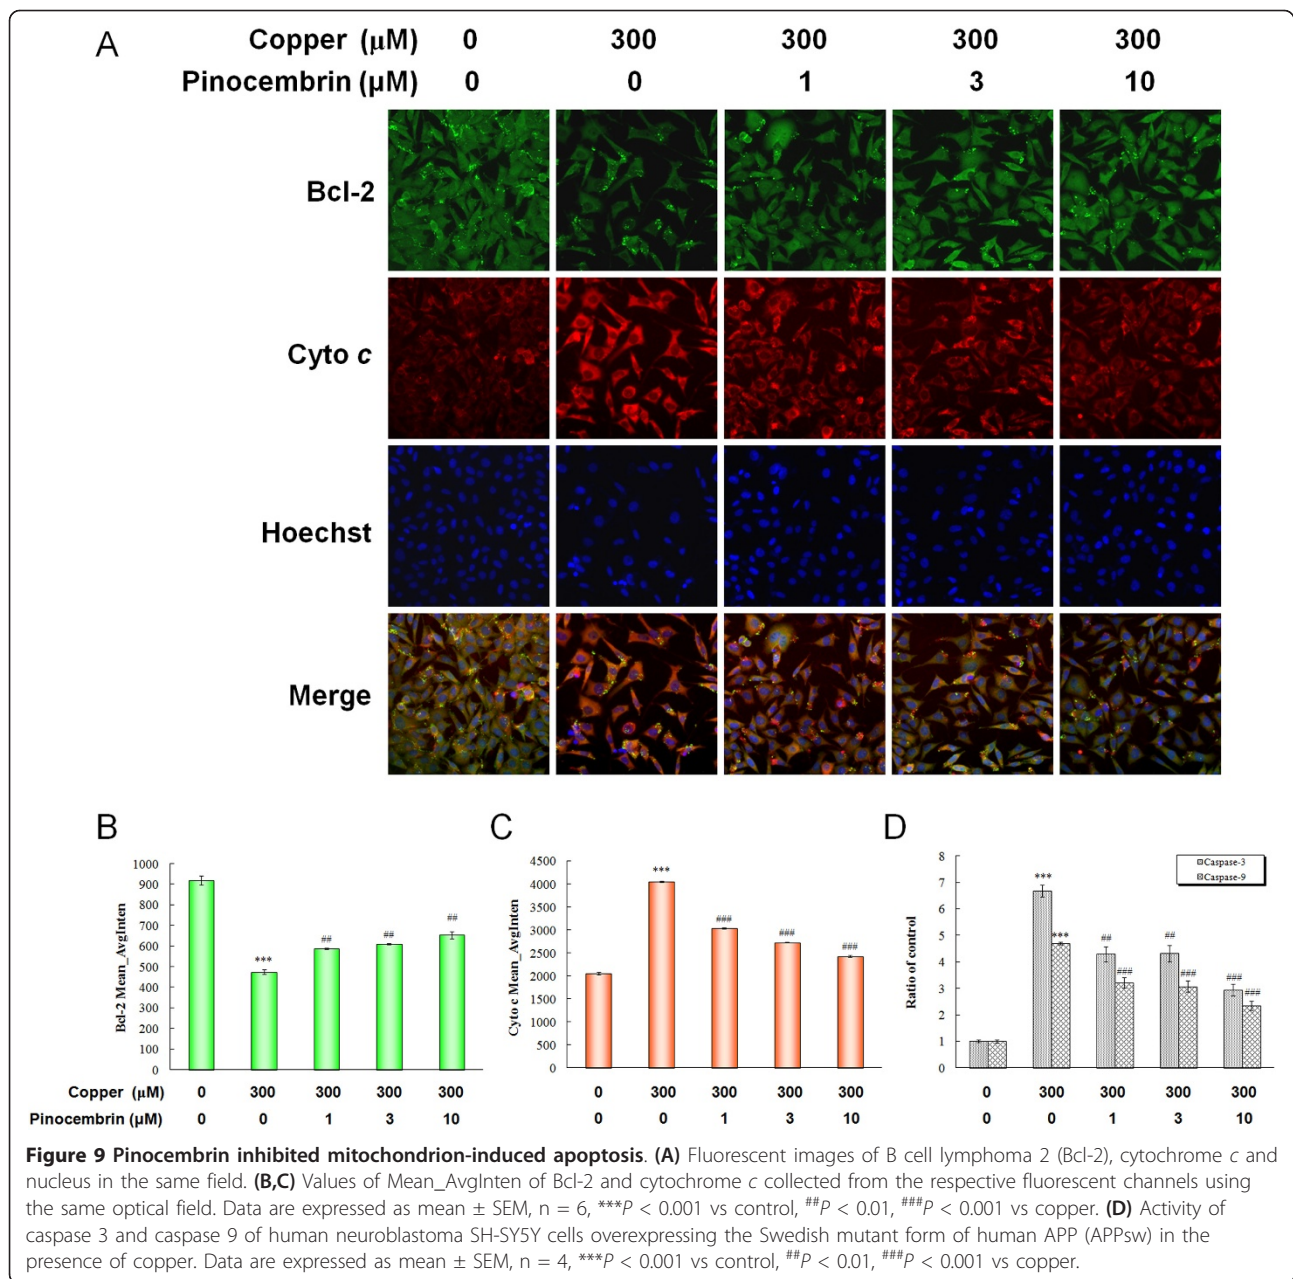 A
Copper (μM) 0 300 300 300 300
Pinocembrin (μM) 0 0 1 3 10
Bcl-2
Cyto c
Hoechst
Merge
B
Bcl-2 Mean_AvgInten
1000
900
800
700
600
500
400
300
200
100
0
***
##
##
##
Copper (μM) 0 300 300 300 300
Pinocembrin (μM) 0 0 1 3 10
C
Cyto c Mean_AvgInten
4500
4000
3500
3000
2500
2000
1500
1000
500
0
***
###
###
###
0 300 300 300 300
0 0 1 3 10
D
Ratio of control
8
7
6
5
4
3
2
1
0
Caspase-3
Caspase-9
***
***
##
###
##
###
###
###
0 300 300 300 300
0 0 1 3 10
Figure 9 Pinocembrin inhibited mitochondrion-induced apoptosis. (A) Fluorescent images of B cell lymphoma 2 (Bcl-2), cytochrome c and
nucleus in the same field. (B,C) Values of Mean_AvgInten of Bcl-2 and cytochrome c collected from the respective fluorescent channels using
the same optical field. Data are expressed as mean ± SEM, n = 6, ***P < 0.001 vs control, ##P < 0.01, ###P < 0.001 vs copper. (D) Activity of
caspase 3 and caspase 9 of human neuroblastoma SH-SY5Y cells overexpressing the Swedish mutant form of human APP (APPsw) in the
presence of copper. Data are expressed as mean ± SEM, n = 4, ***P < 0.001 vs control, ##P < 0.01, ###P < 0.001 vs copper.